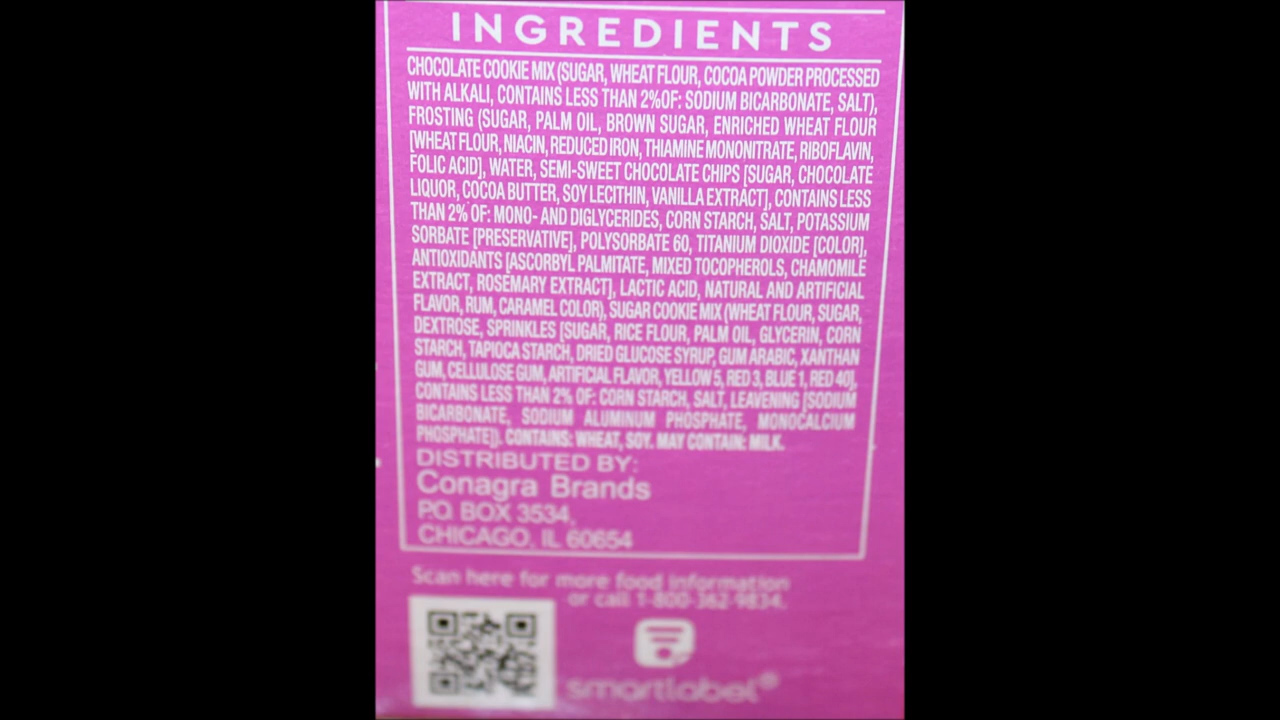 INGREDIENTS
CHOCOLATE COOKIE MIX (SUGAR, WHEAT FLOUR, COCOA POWDER PROCESSED
WITH ALKALI, CONTAINS LESS THAN 2%OF: SODIUM BICARBONATE, SALT),
FROSTING (SUGAR, PALM OIL, BROWN SUGAR, ENRICHED WHEAT FLOUR
[WHEAT FLOUR, NIACIN, REDUCED IRON, THIAMINE MONONITRATE, RIBOFLAVIN,
FOLIC ACID], WATER, SEMI-SWEET CHOCOLATE CHIPS [SUGAR, CHOCOLATE
LIQUOR, COCOA BUTTER, SOY LECITHIN, VANILLA EXTRACT], CONTAINS LESS
THAN 2% OF: MONO- AND DIGLYCERIDES, CORN STARCH, SALT, POTASSIUM
SORBATE [PRESERVATIVE], POLYSORBATE 60, TITANIUM DIOXIDE [COLOR],
ANTIOXIDANTS [ASCORBYL PALMITATE, MIXED TOCOPHEROLS, CHAMOMILE
EXTRACT, ROSEMARY EXTRACT], LACTIC ACID, NATURAL AND ARTIFICIAL
FLAVOR, RUM, CARAMEL COLOR), SUGAR COOKIE MIX (WHEAT FLOUR, SUGAR,
DEXTROSE, SPRINKLES [SUGAR, RICE FLOUR, PALM OIL, GLYCERIN, CORN
STARCH, TAPIOCA STARCH, DRIED GLUCOSE SYRUP, GUM ARABIC, XANTHAN
GUM, CELLULOSE GUM, ARTIFICIAL FLAVOR, YELLOW 5, RED 3, BLUE 1, RED 40],
CONTAINS LESS THAN 2% OF: CORN STARCH, SALT, LEAVENING [SODIUM
BICARBONATE, SODIUM ALUMINUM PHOSPHATE, MONOCALCIUM
PHOSPHATE]). CONTAINS: WHEAT, SOY. MAY CONTAIN: MILK.
DISTRIBUTED BY:
Conagra Brands
P.O. BOX 3534,
CHICAGO, IL 60654
Scan here for more food information
or call 1-800-362-9834.
smartlabel®